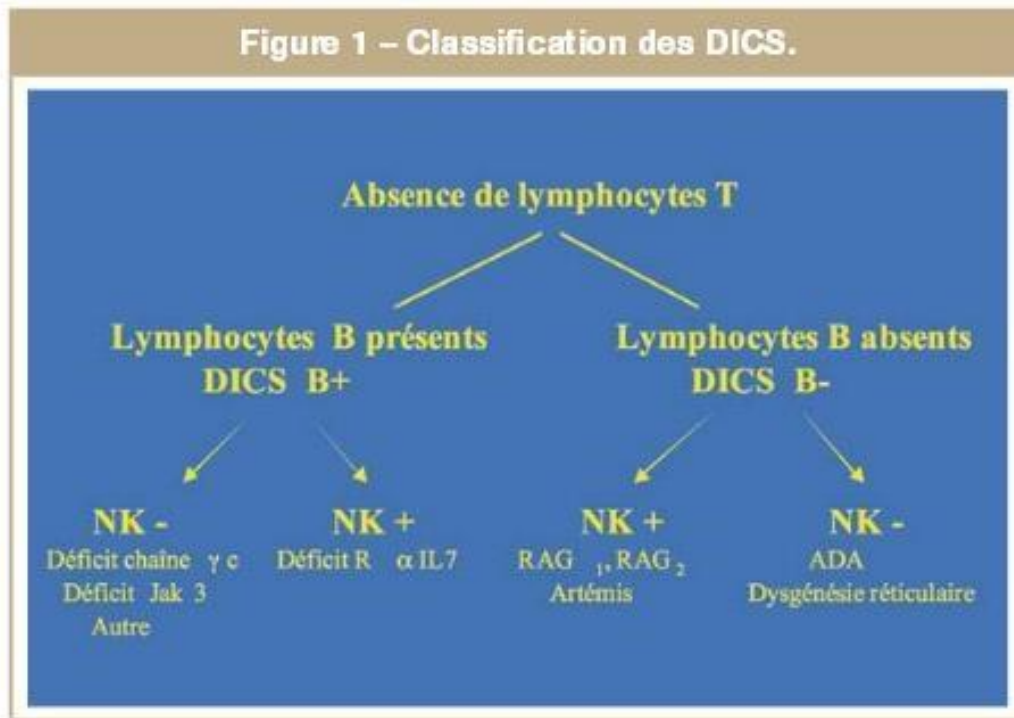 Figure 1 – Classification des DICS.
Absence de lymphocytes T
Lymphocytes B présents
DICS B+
Lymphocytes B absents
DICS B-
NK -
Déficit chaîne γ c
Déficit Jak 3
Autre
NK +
Déficit R α IL7
NK +
RAG 1, RAG 2
Artémis
NK -
ADA
Dysgénésie réticulaire